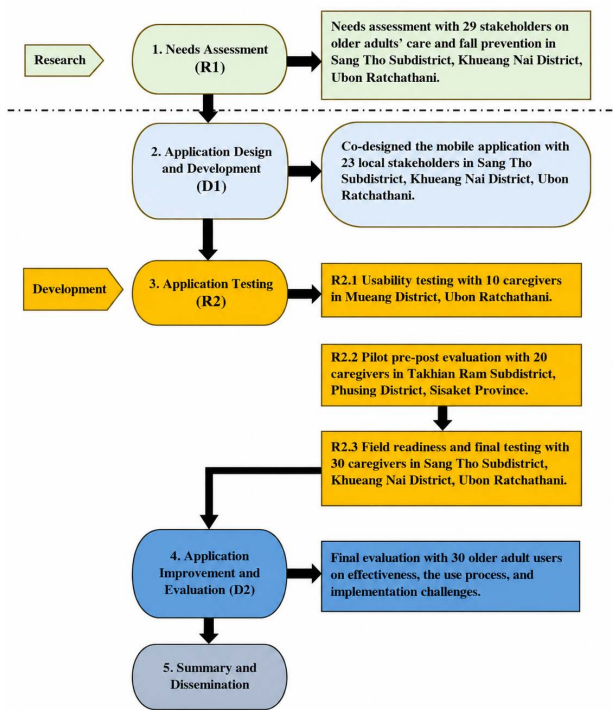 1. Needs Assessment
(R1)
Needs assessment with 29 stakeholders on
older adults’ care and fall prevention in
Sang Tho Subdistrict, Khueang Nai District,
Ubon Ratchathani.
Research
2. Application Design
and Development
(D1)
Co-designed the mobile application with
23 local stakeholders in Sang Tho
Subdistrict, Khueang Nai District, Ubon
Ratchathani.
Development
3. Application Testing
(R2)
R2.1 Usability testing with 10 caregivers
in Mueang District, Ubon Ratchathani.
R2.2 Pilot pre-post evaluation with 20
caregivers in Takhian Ram Subdistrict,
Phusing District, Sisaket Province.
R2.3 Field readiness and final testing with
30 caregivers in Sang Tho Subdistrict,
Khueang Nai District, Ubon Ratchathani.
4. Application
Improvement and
Evaluation (D2)
Final evaluation with 30 older adult users
on effectiveness, the use process, and
implementation challenges.
5. Summary and
Dissemination